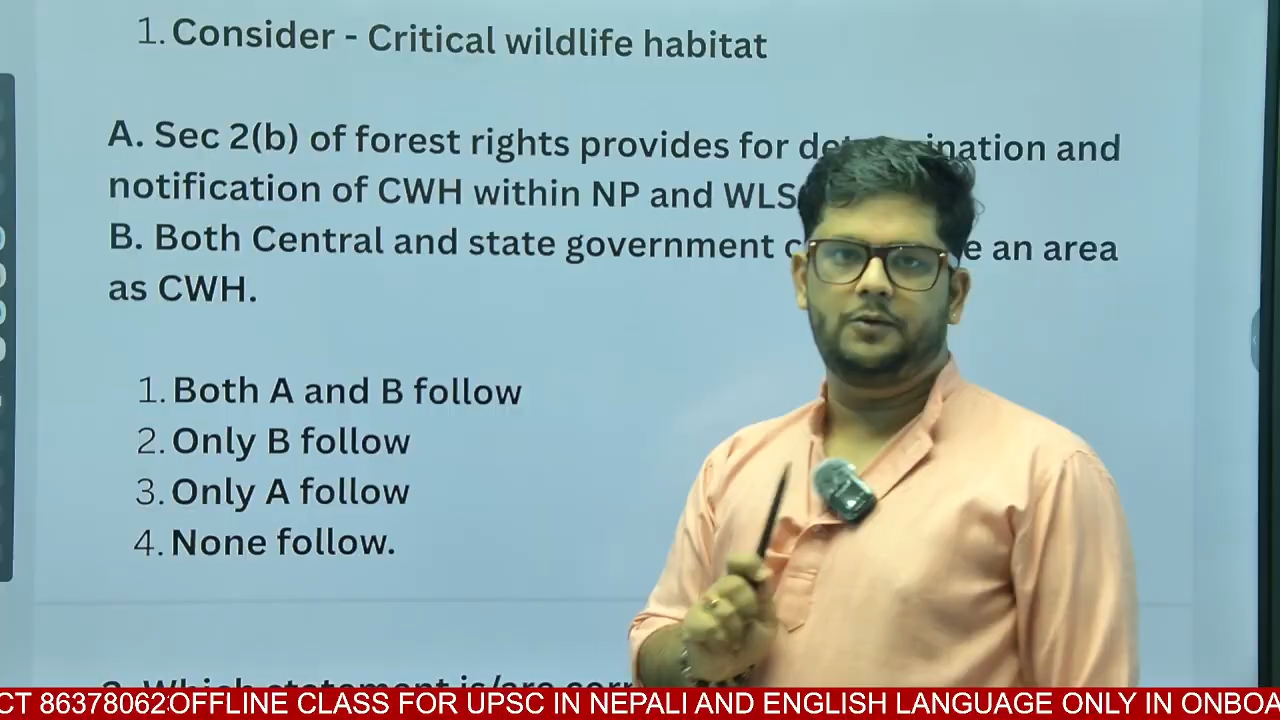 1. Consider - Critical wildlife habitat
A. Sec 2(b) of forest rights provides for and
notification of CWH within NP and WLS
B. Both Central and state government an area
as CWH.
1. Both A and B follow
2. Only B follow
3. Only A follow
4. None follow.
CT 86378062 OFFLINE CLASS FOR UPSC IN NEPALI AND ENGLISH LANGUAGE ONLY IN ONBOA